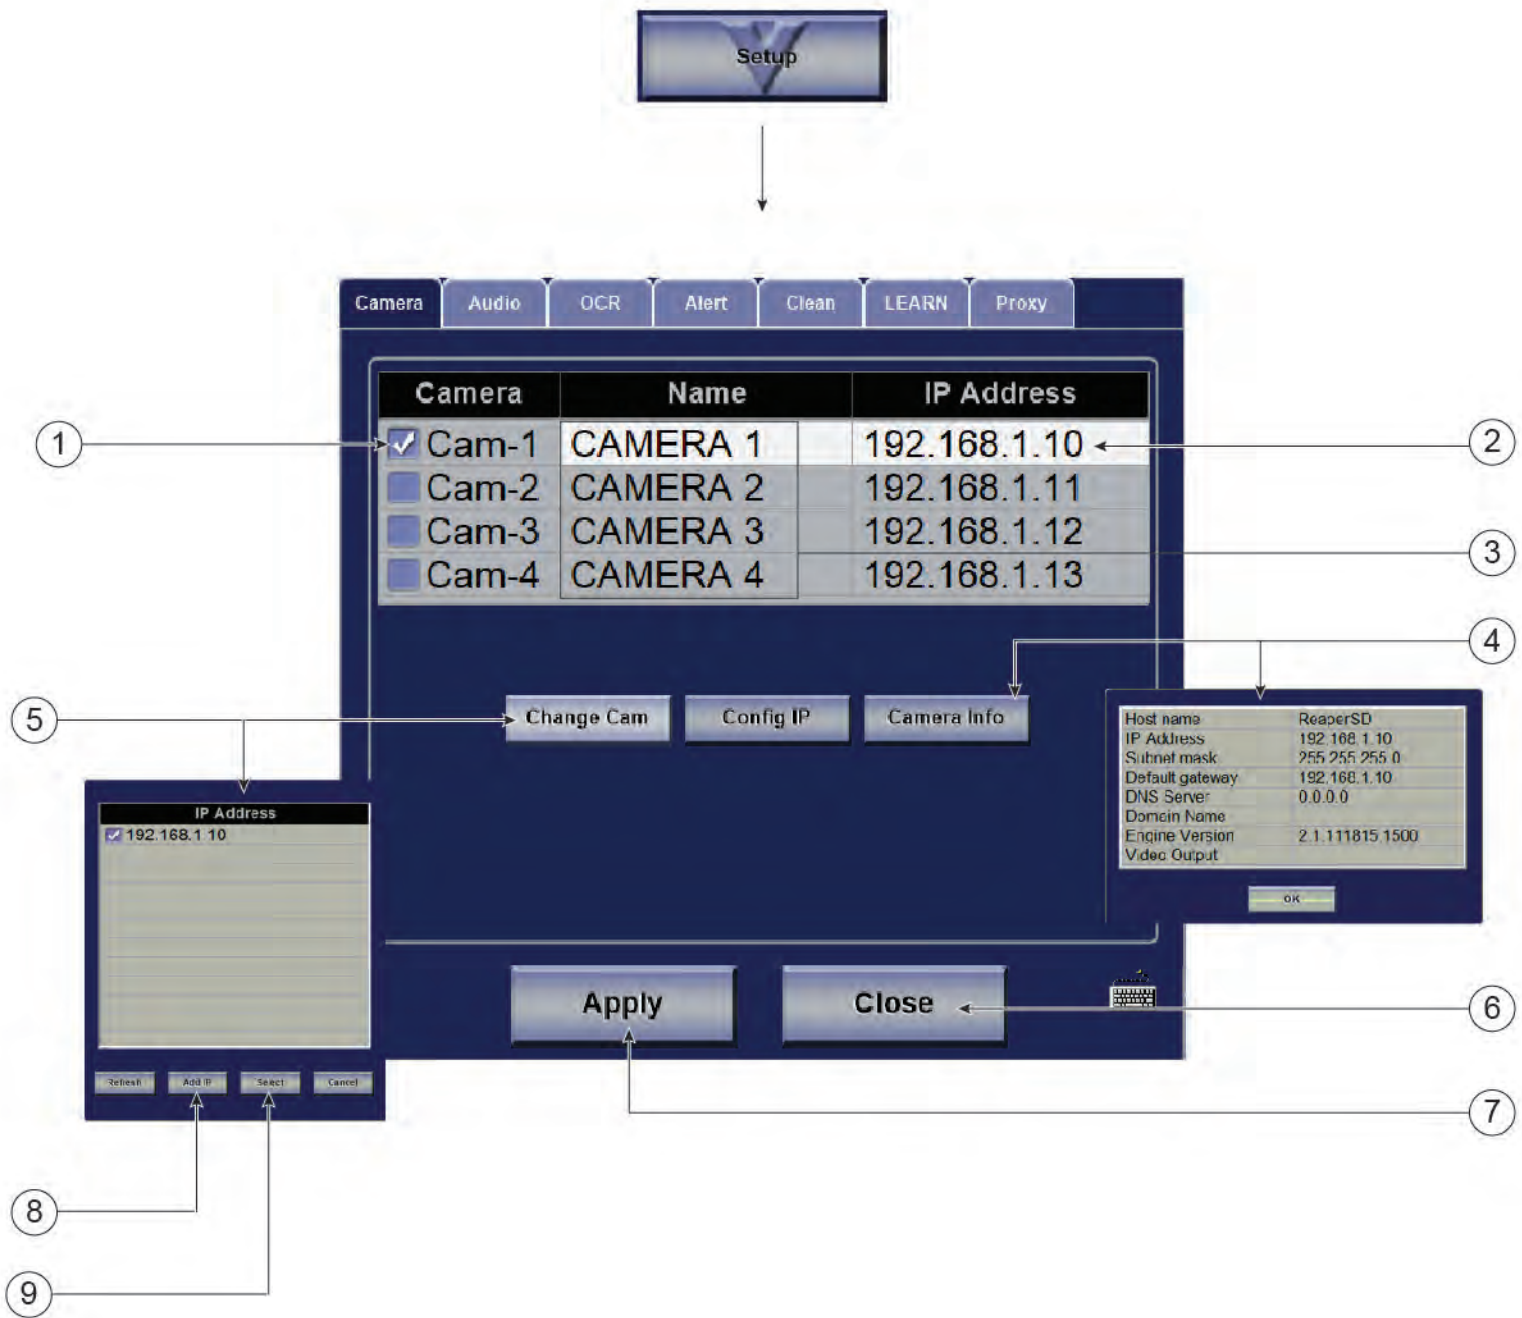 Setup
Camera Audio OCR Alert Clean LEARN Proxy
Camera Name IP Address
1
Cam-1 CAMERA 1 192.168.1.10
2
Cam-2 CAMERA 2 192.168.1.11
Cam-3 CAMERA 3 192.168.1.12
3
Cam-4 CAMERA 4 192.168.1.13
4
5
Change Cam Config IP Camera Info
Host name ReaperSD
IP Address 192.168.1.10
Subnet mask 255.255.255.0
Default gateway 192.168.1.10
DNS Server 0.0.0.0
Domain Name
Engine Version 2.1.111815.1500
Video Output
OK
IP Address
192.168.1.10
Apply Close
6
Refresh Add IP Select Cancel
7
8
9